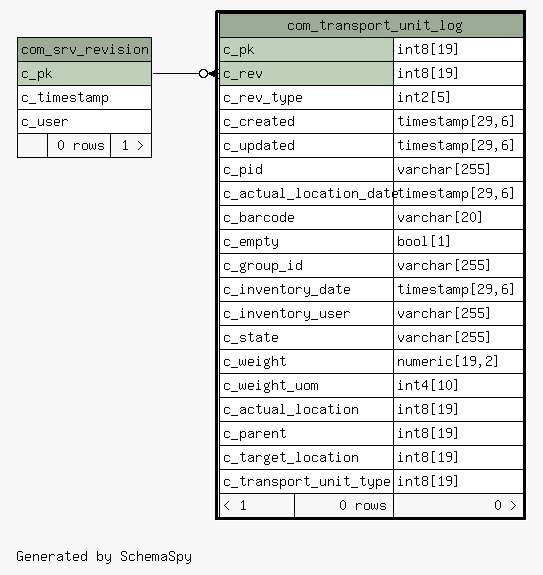 com_srv_revision
c_pk
c_timestamp
c_user
0 rows 1 >
com_transport_unit_log
c_pk int8[19]
c_rev int8[19]
c_rev_type int2[5]
c_created timestamp[29,6]
c_updated timestamp[29,6]
c_pid varchar[255]
c_actual_location_date timestamp[29,6]
c_barcode varchar[20]
c_empty bool[1]
c_group_id varchar[255]
c_inventory_date timestamp[29,6]
c_inventory_user varchar[255]
c_state varchar[255]
c_weight numeric[19,2]
c_weight_uom int4[10]
c_actual_location int8[19]
c_parent int8[19]
c_target_location int8[19]
c_transport_unit_type int8[19]
< 1 0 rows 0 >
Generated by SchemaSpy